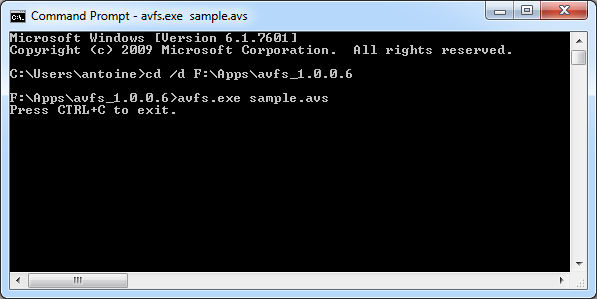 Command Prompt - avfs.exe  sample.avs
Microsoft Windows [Version 6.1.7601]
Copyright (c) 2009 Microsoft Corporation.  All rights reserved.
C:\Users\antoine>cd /d F:\Apps\avfs_1.0.0.6
F:\Apps\avfs_1.0.0.6>avfs.exe sample.avs
Press CTRL+C to exit.